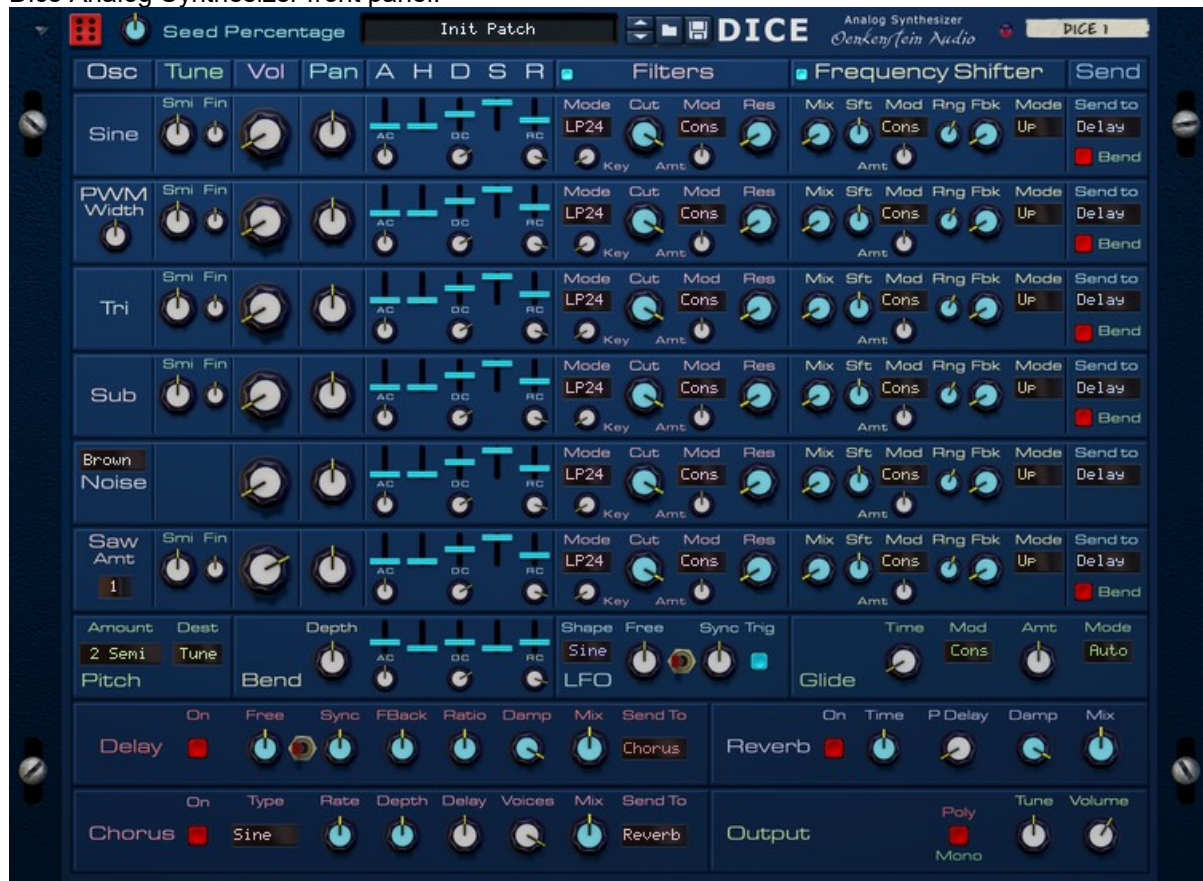 Dice Analog Synthesizer front panel.
Seed Percentage Init Patch DICE Analog Synthesizer Oenkenstein Audio DICE 1
Osc Tune Vol Pan A H D S R Filters Frequency Shifter Send
Smi Fin Mode Cut Mod Res Mix Sft Mod Rng Fbk Mode Send to
Sine AC DC RC LP24 Cons Cons Up Delay
Key Amt Amt Bend
PWM Smi Fin Mode Cut Mod Res Mix Sft Mod Rng Fbk Mode Send to
Width AC DC RC LP24 Cons Cons Up Delay
Key Amt Amt Bend
Smi Fin Mode Cut Mod Res Mix Sft Mod Rng Fbk Mode Send to
Tri AC DC RC LP24 Cons Cons Up Delay
Key Amt Amt Bend
Smi Fin Mode Cut Mod Res Mix Sft Mod Rng Fbk Mode Send to
Sub AC DC RC LP24 Cons Cons Up Delay
Key Amt Amt Bend
Brown Mode Cut Mod Res Mix Sft Mod Rng Fbk Mode Send to
Noise AC DC RC LP24 Cons Cons Up Delay
Key Amt Amt
Saw Smi Fin Mode Cut Mod Res Mix Sft Mod Rng Fbk Mode Send to
Amt AC DC RC LP24 Cons Cons Up Delay
1 Key Amt Amt Bend
Amount Dest Depth Shape Free Sync Trig Time Mod Amt Mode
2 Semi Tune AC DC RC Sine Cons Auto
Pitch Bend LFO Glide
On Free Sync FBack Ratio Damp Mix Send To On Time P Delay Damp Mix
Delay Chorus Reverb
On Type Rate Depth Delay Voices Mix Send To Poly Tune Volume
Chorus Sine Reverb Output
Mono